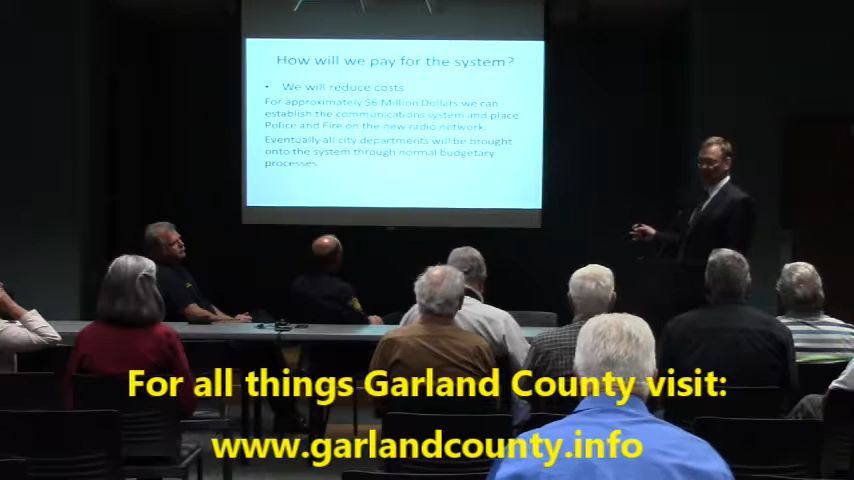 How will we pay for the system?
• We will reduce costs
For approximately $6 Million Dollars we can
establish the communications system and place
Police and Fire on the new radio network.
Eventually all city departments will be brought
onto the system through normal budgetary
processes.
For all things Garland County visit:
www.garlandcounty.info